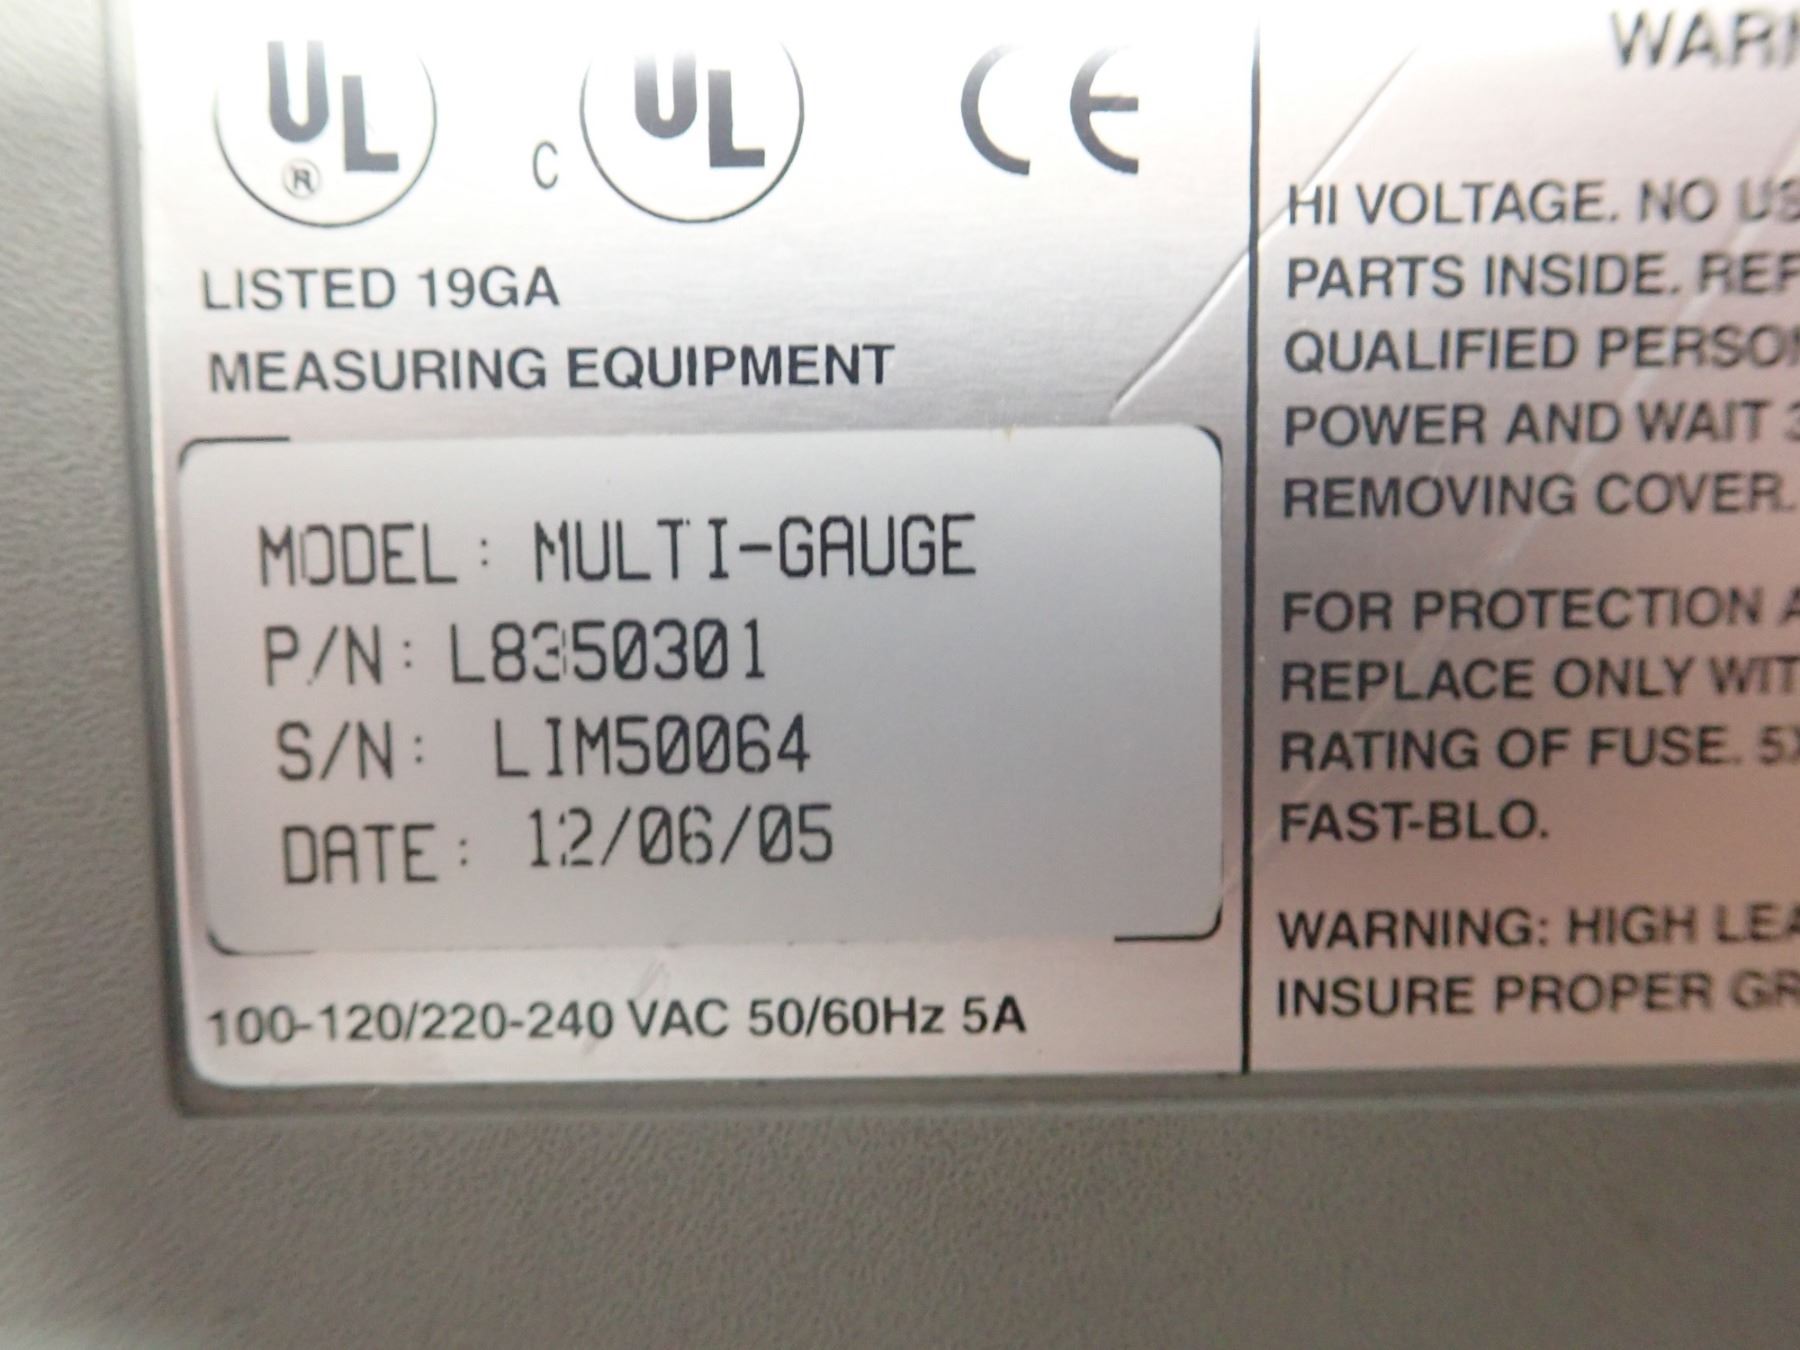 UL
®
C
UL
CE
LISTED 19GA
MEASURING EQUIPMENT
MODEL: MULTI-GAUGE
P/N: L8350301
S/N: LIM50064
DATE: 12/06/05
100-120/220-240 VAC 50/60Hz 5A
HI VOLTAGE. NO
PARTS INSIDE.
QUALIFIED
POWER AND WAIT
REMOVING COVER.
FOR PROTECTION
REPLACE ONLY
RATING OF FUSE.
FAST-BLO.
WARNING: HIGH
INSURE PROPER